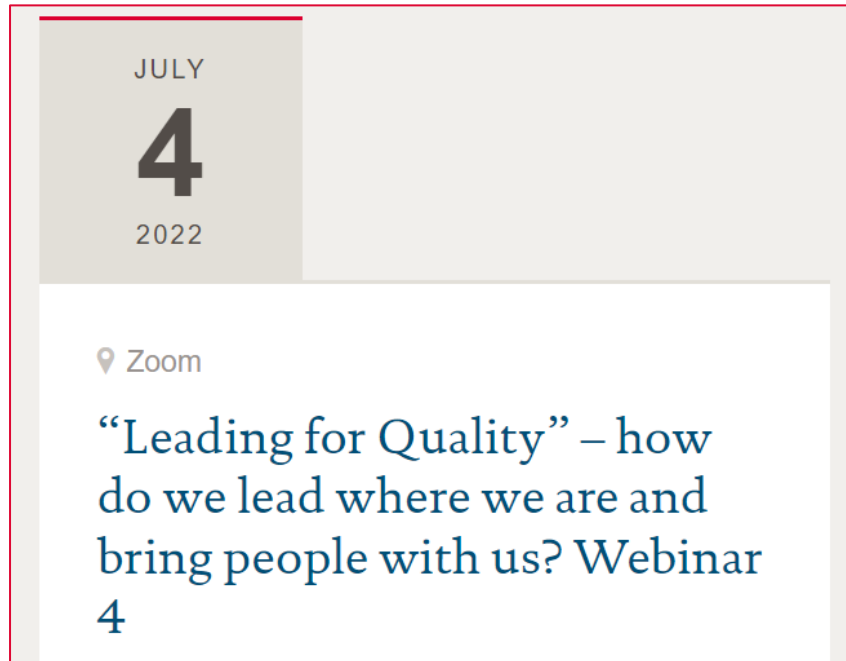 JULY
4
2022
Zoom
“Leading for Quality” – how
do we lead where we are and
bring people with us? Webinar
4